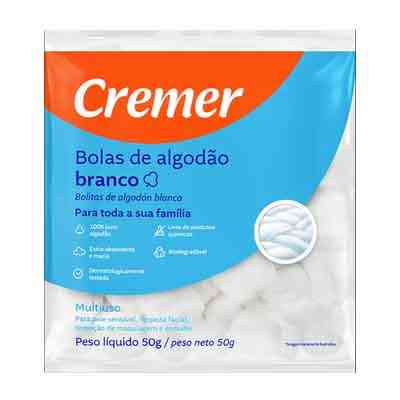 Cremer
Bolas de algodão
branco
Bolitas de algodón blanco
Para toda a sua família
100% puro
algodão
Livre de produtos
químicos
Extra absorvente
e macia
Biodegradável
Dermatologicamente
testado
Multiuso
Para pele sensível, limpeza facial,
remoção de maquiagem e esmalte
Peso líquido 50g / peso neto 50g